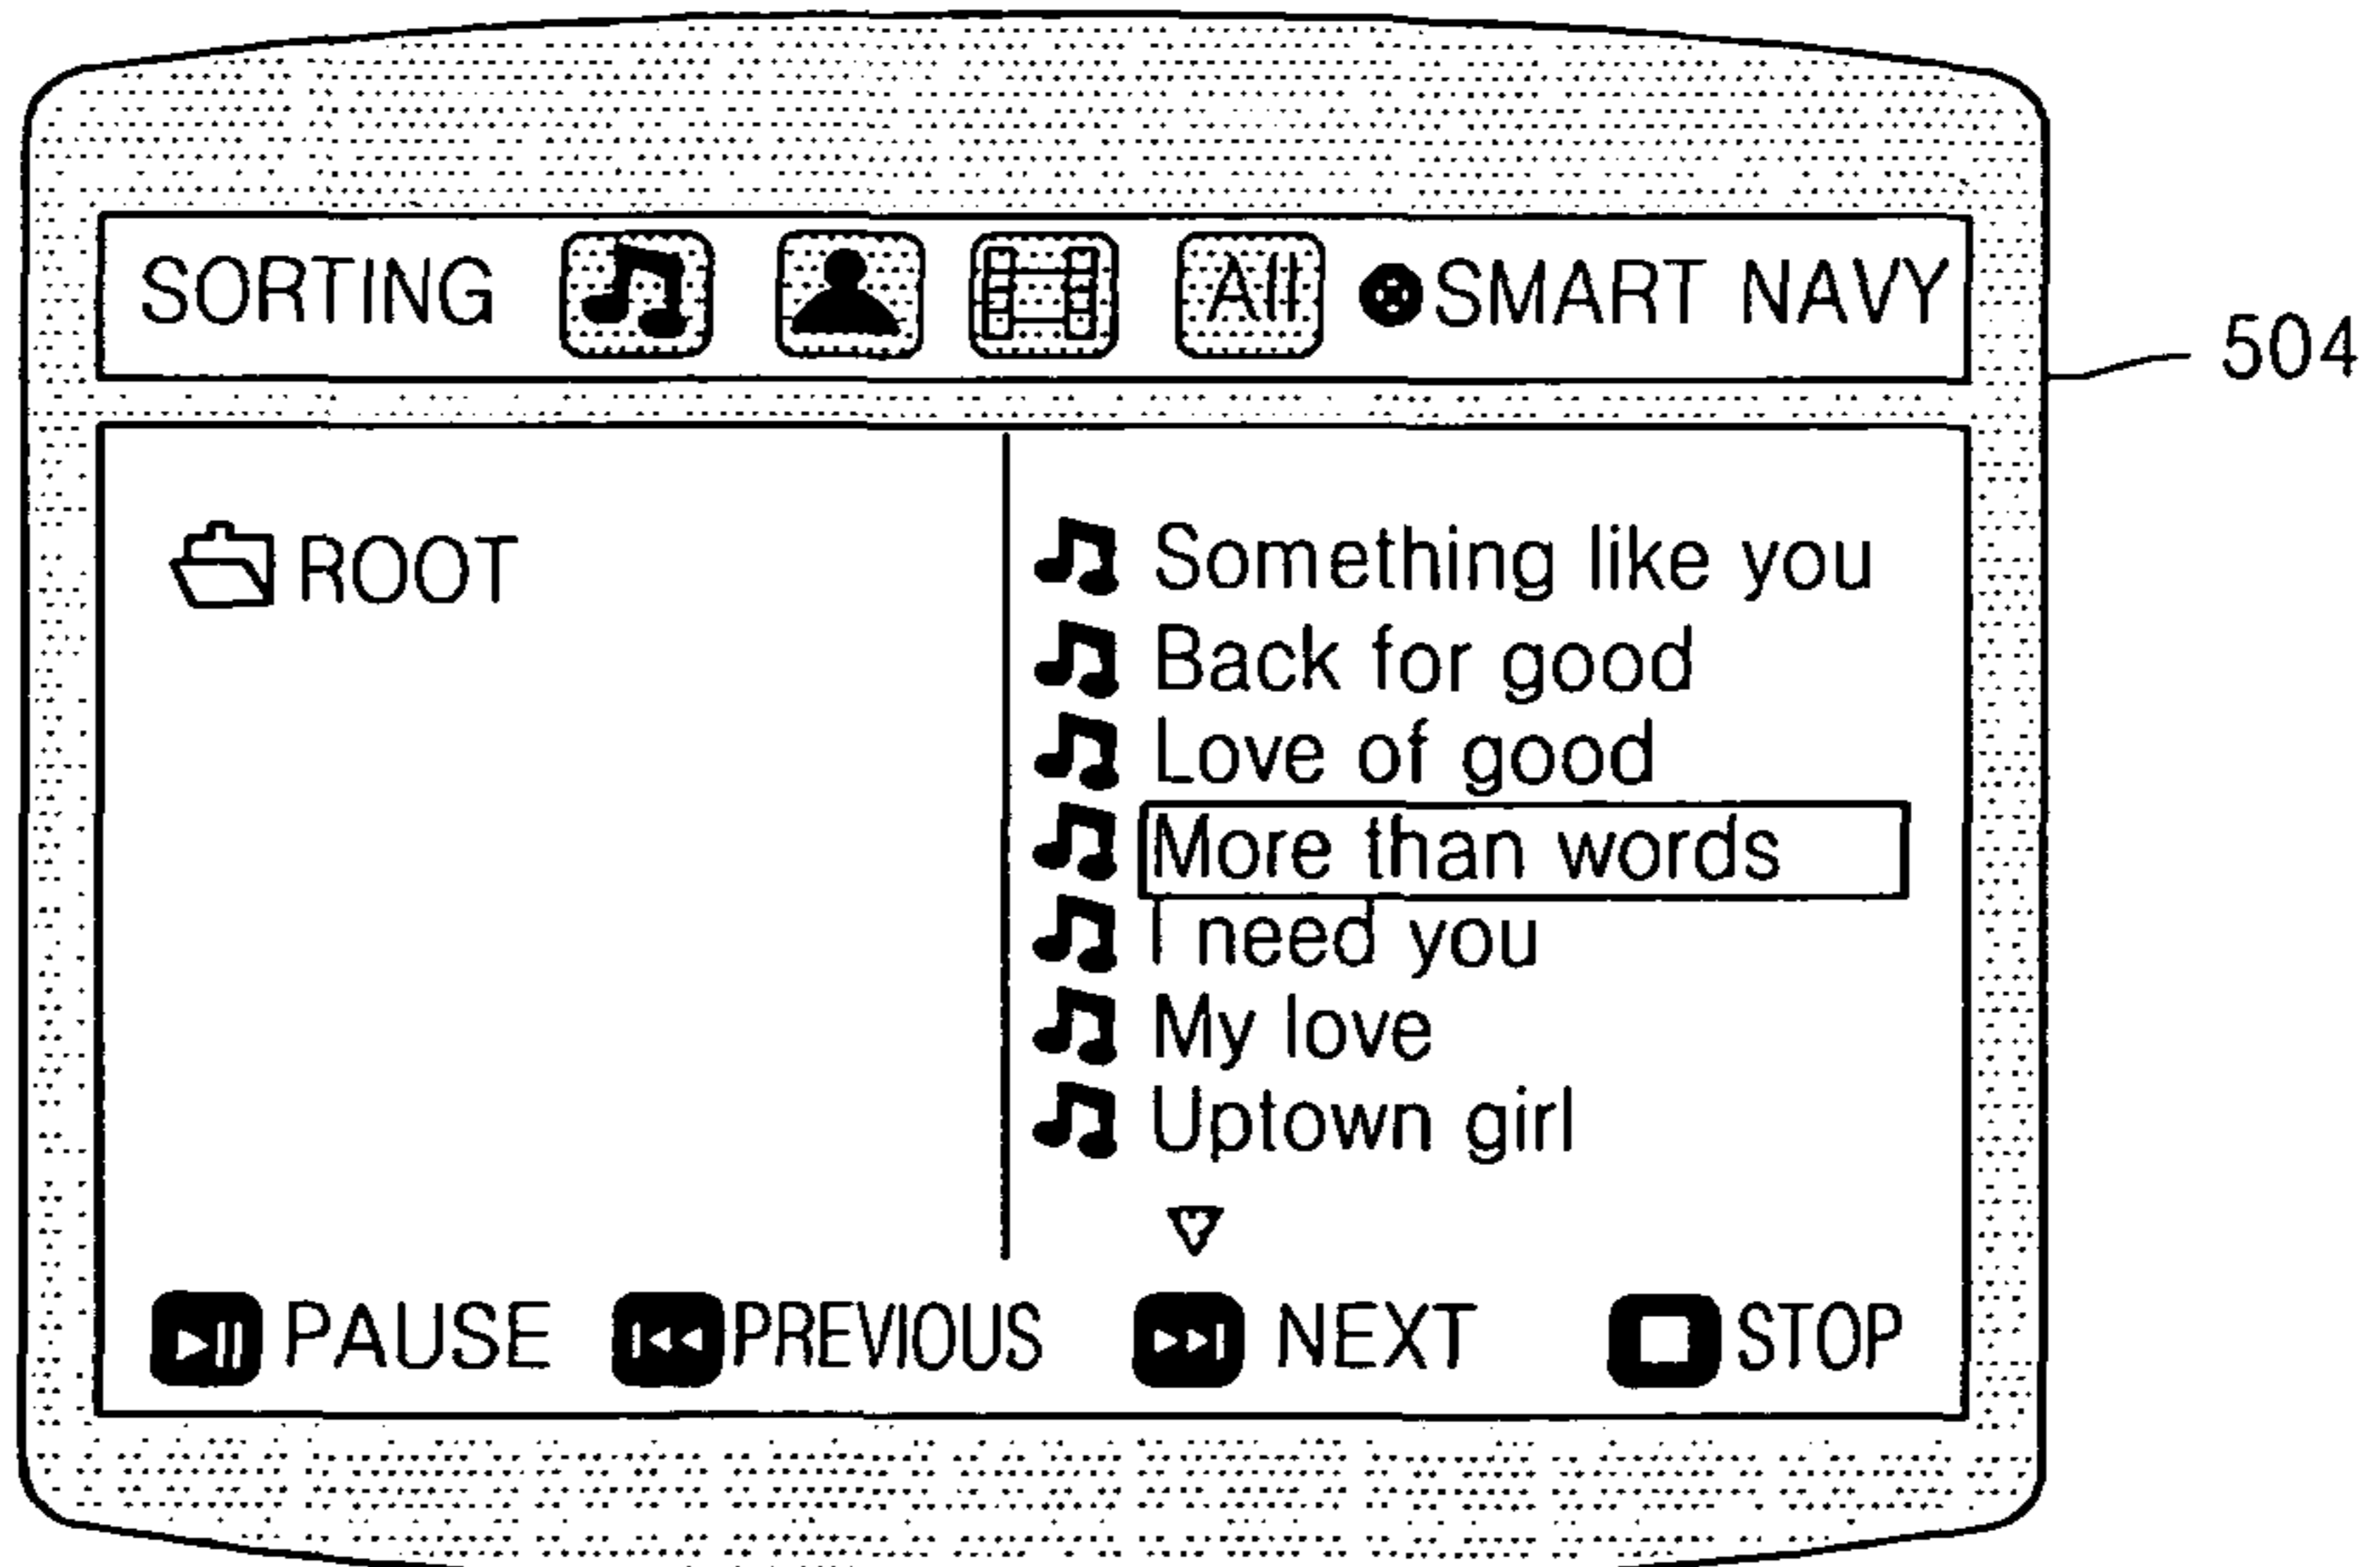 SORTING All SMART NAVY
504
ROOT
Something like you
Back for good
Love of good
More than words
I need you
My love
Uptown girl
PAUSE PREVIOUS NEXT STOP